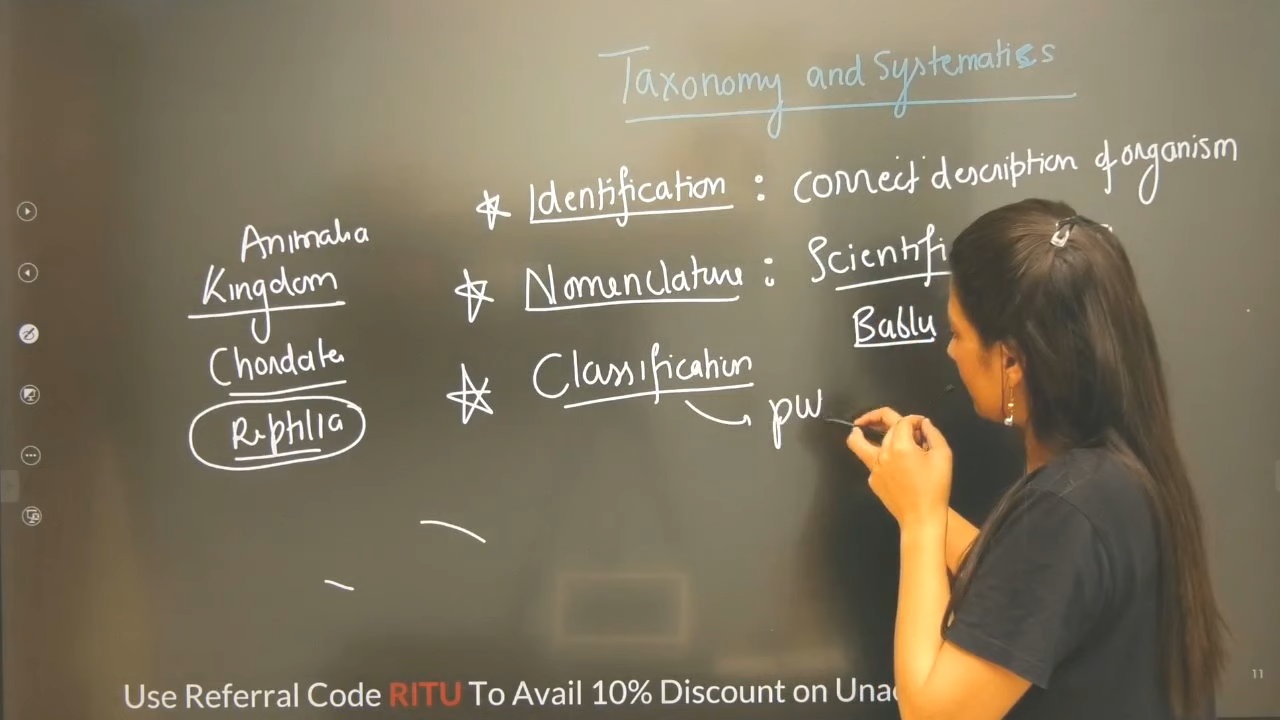 Taxonomy and Systematics
Identification : correct description of organism
Animalia
Kingdom
Nomenclature : Scientifi
Bablu
Chordata
Classification
pw
Reptilia
Use Referral Code RITU To Avail 10% Discount on Una
11